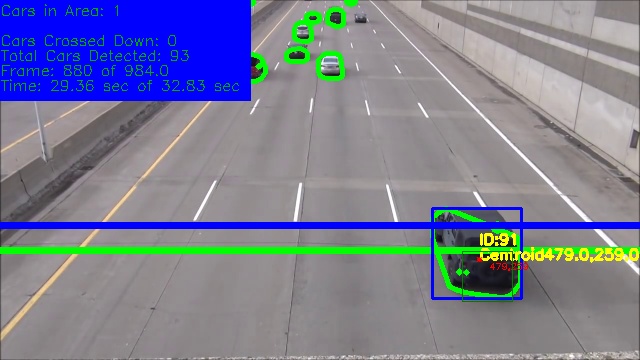 Cars in Area: 1
Cars Crossed Down: 0
Total Cars Detected: 93
Frame: 880 of 984.0
Time: 29.36 sec of 32.83 sec
ID:91
Centroid479.0,259.0